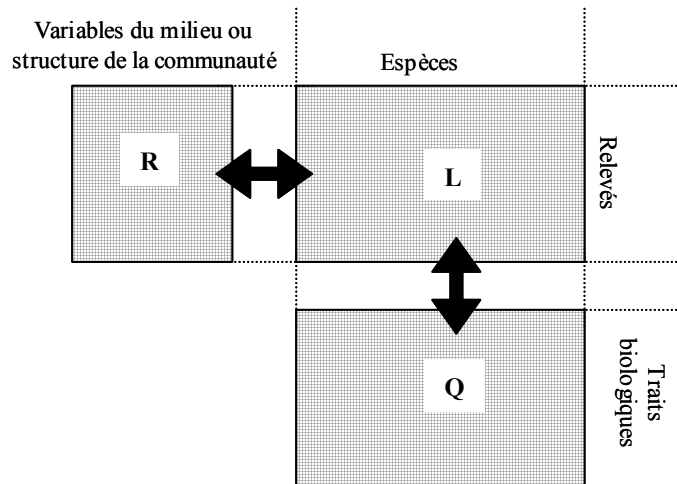 Variables du milieu ou
structure de la communauté
Espèces
R
L
Relevés
Q
Traits
biologiques